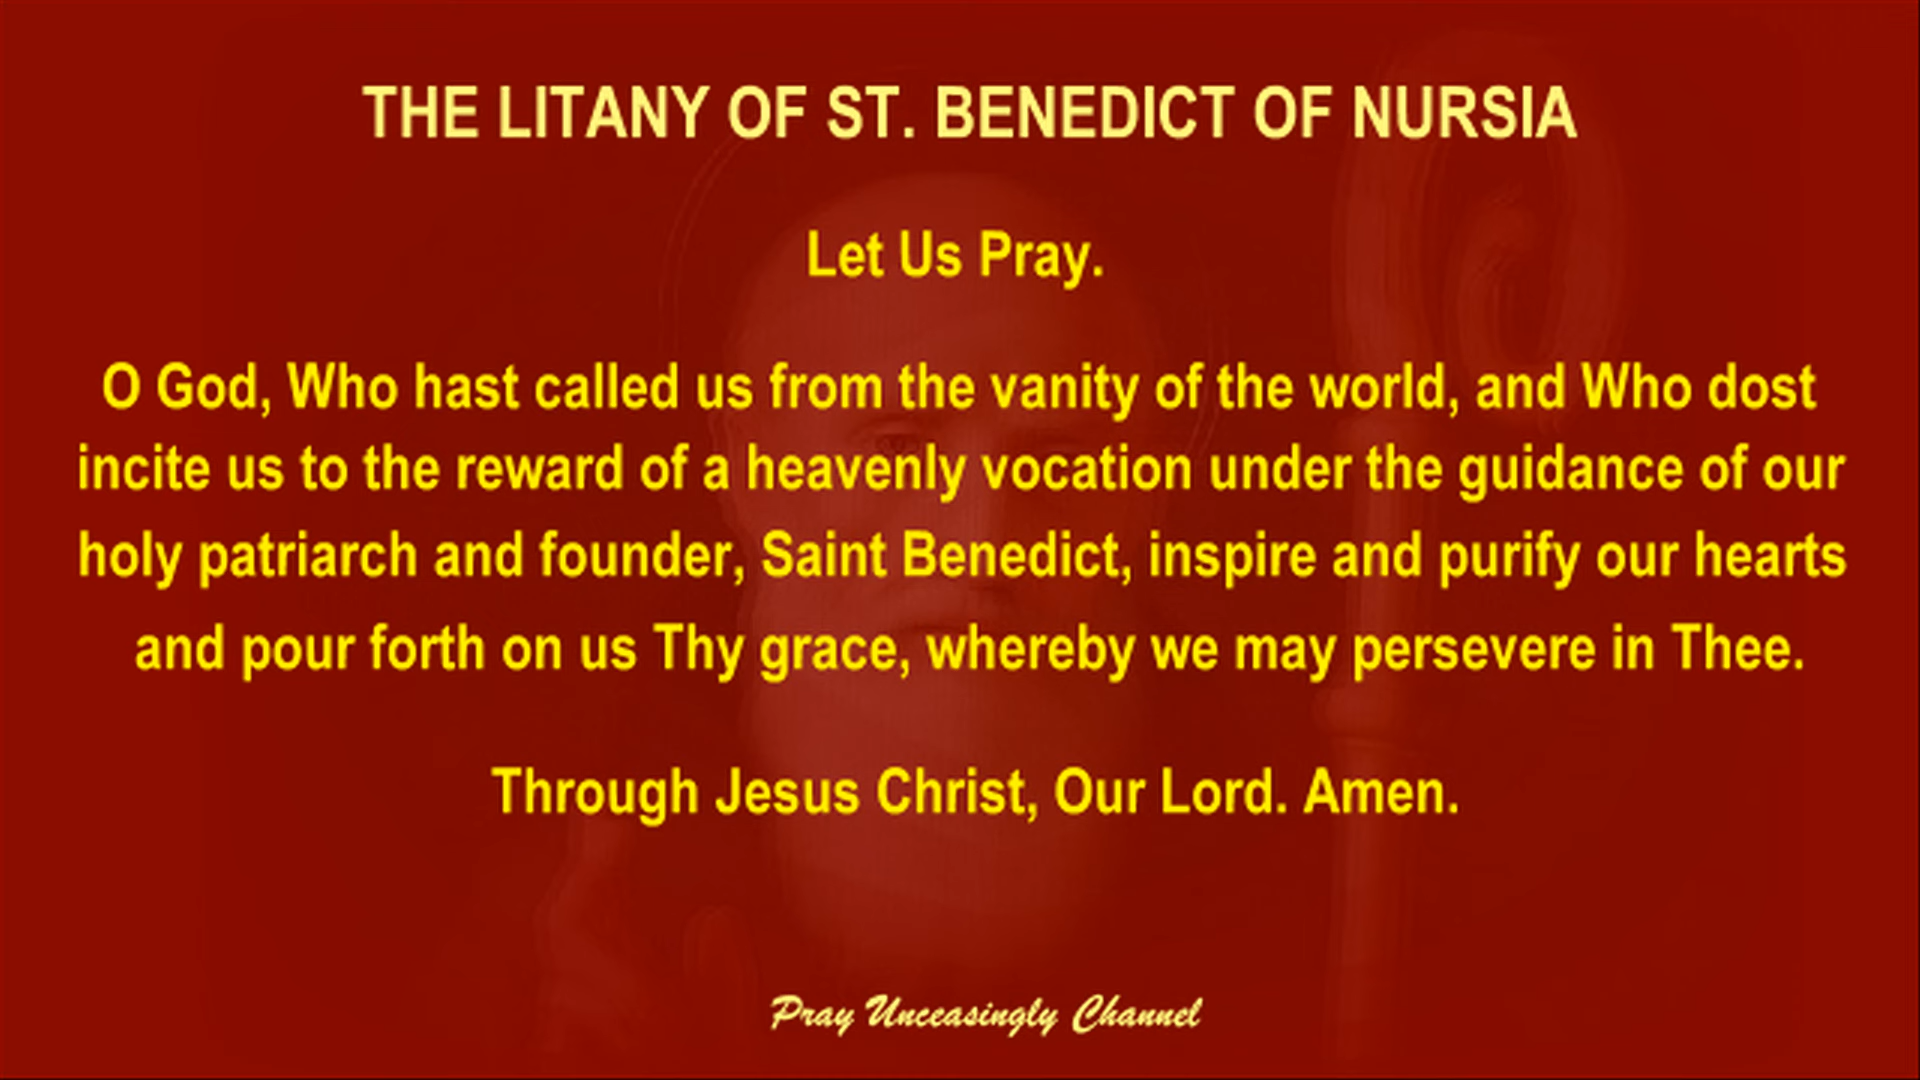 THE LITANY OF ST. BENEDICT OF NURSIA
Let Us Pray.
O God, Who hast called us from the vanity of the world, and Who dost
incite us to the reward of a heavenly vocation under the guidance of our
holy patriarch and founder, Saint Benedict, inspire and purify our hearts
and pour forth on us Thy grace, whereby we may persevere in Thee.
Through Jesus Christ, Our Lord. Amen.
Pray Unceasingly Channel